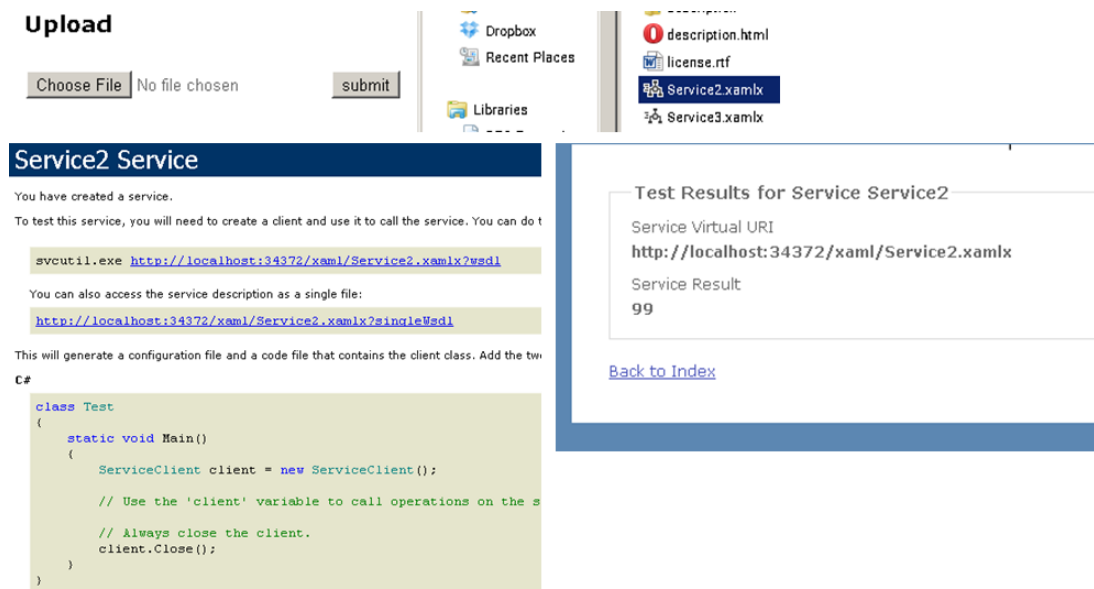 Upload
Choose File No file chosen submit
Dropbox
Recent Places
Libraries
description.html
license.rtf
Service2.xamlx
Service3.xamlx
Service2 Service
You have created a service.
To test this service, you will need to create a client and use it to call the service. You can do t
svcutil.exe http://localhost:34372/xaml/Service2.xamlx?wsdl
You can also access the service description as a single file:
http://localhost:34372/xaml/Service2.xamlx?singleWsdl
This will generate a configuration file and a code file that contains the client class. Add the two
C#
class Test
{
static void Main()
{
ServiceClient client = new ServiceClient();
// Use the 'client' variable to call operations on the s
// Always close the client.
client.Close();
}
}
Test Results for Service Service2
Service Virtual URI
http://localhost:34372/xaml/Service2.xamlx
Service Result
99
Back to Index